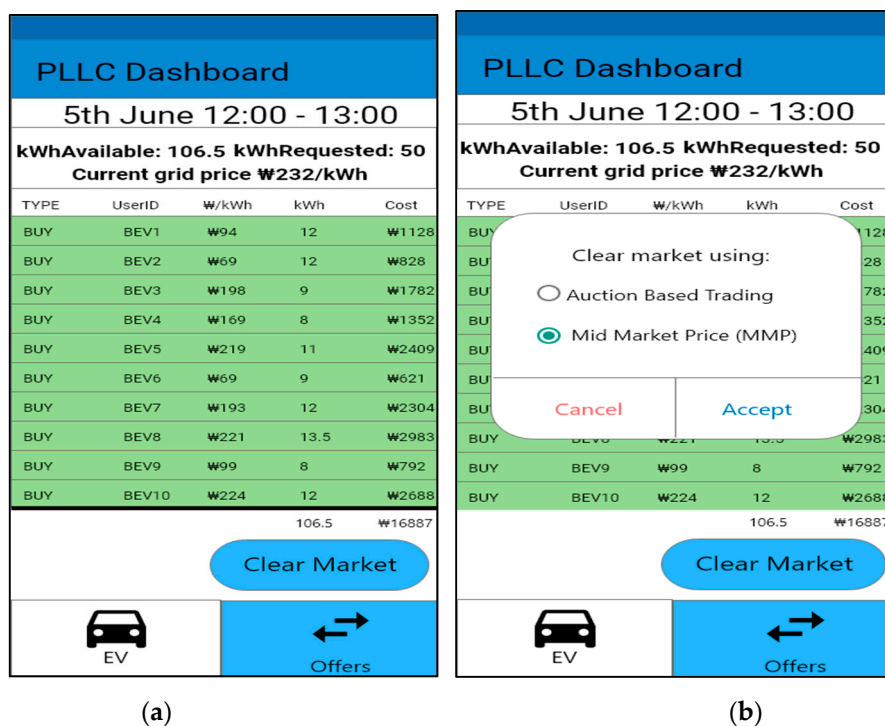 PLLC Dashboard
5th June 12:00 - 13:00
kWhAvailable: 106.5 kWhRequested: 50
Current grid price ₩232/kWh
TYPE UserID ₩/kWh kWh Cost
BUY BEV1 ₩94 12 ₩1128
BUY BEV2 ₩69 12 ₩828
BUY BEV3 ₩198 9 ₩1782
BUY BEV4 ₩169 8 ₩1352
BUY BEV5 ₩219 11 ₩2409
BUY BEV6 ₩69 9 ₩621
BUY BEV7 ₩193 12 ₩2304
BUY BEV8 ₩221 13.5 ₩2983
BUY BEV9 ₩99 8 ₩792
BUY BEV10 ₩224 12 ₩2688
106.5 ₩16887
Clear Market
EV
Offers
(a)
PLLC Dashboard
5th June 12:00 - 13:00
kWhAvailable: 106.5 kWhRequested: 50
Current grid price ₩232/kWh
TYPE UserID ₩/kWh kWh Cost
Clear market using:
Auction Based Trading
Mid Market Price (MMP)
Cancel Accept
BUY
BUY BEV9 ₩99 8 ₩792
BUY BEV10 ₩224 12 ₩2688
106.5 ₩16887
Clear Market
EV
Offers
(b)